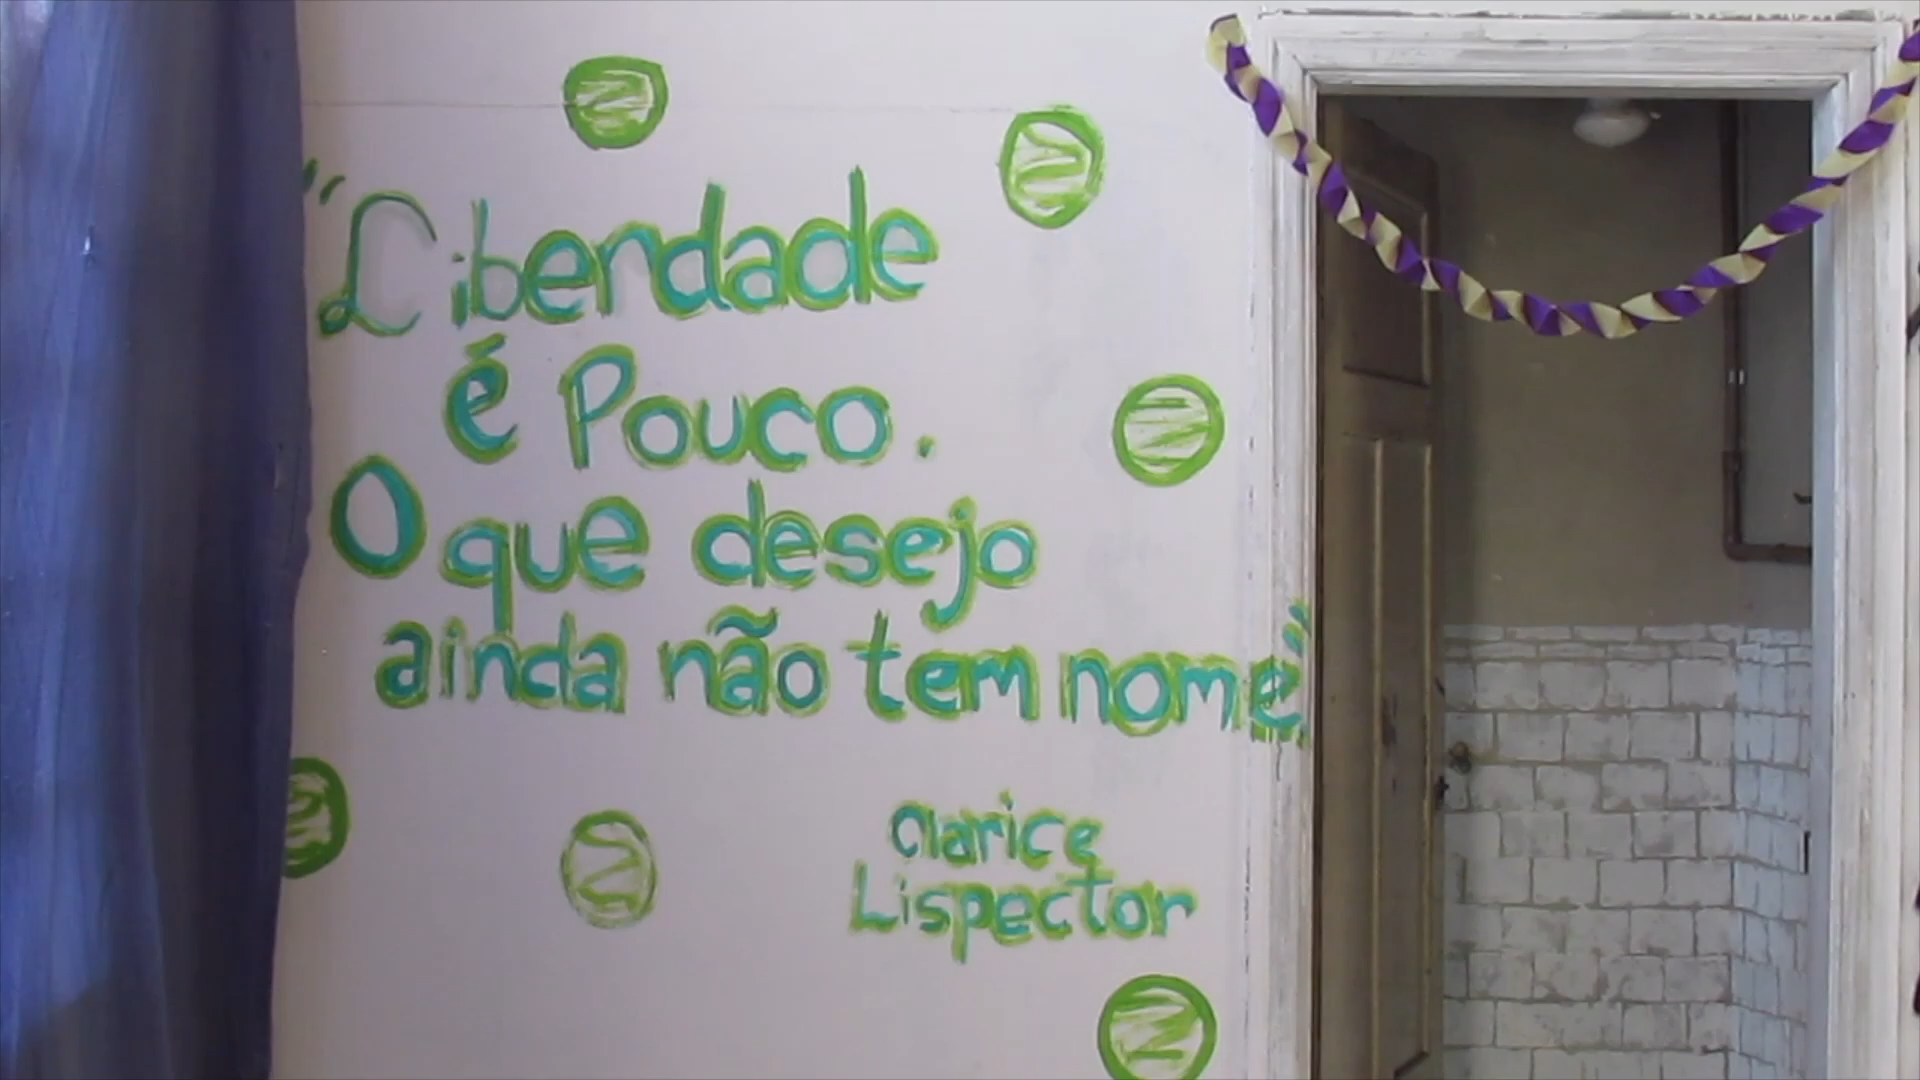 "Liberdade
é Pouco.
O que desejo
ainda não tem nome"
Clarice
Lispector